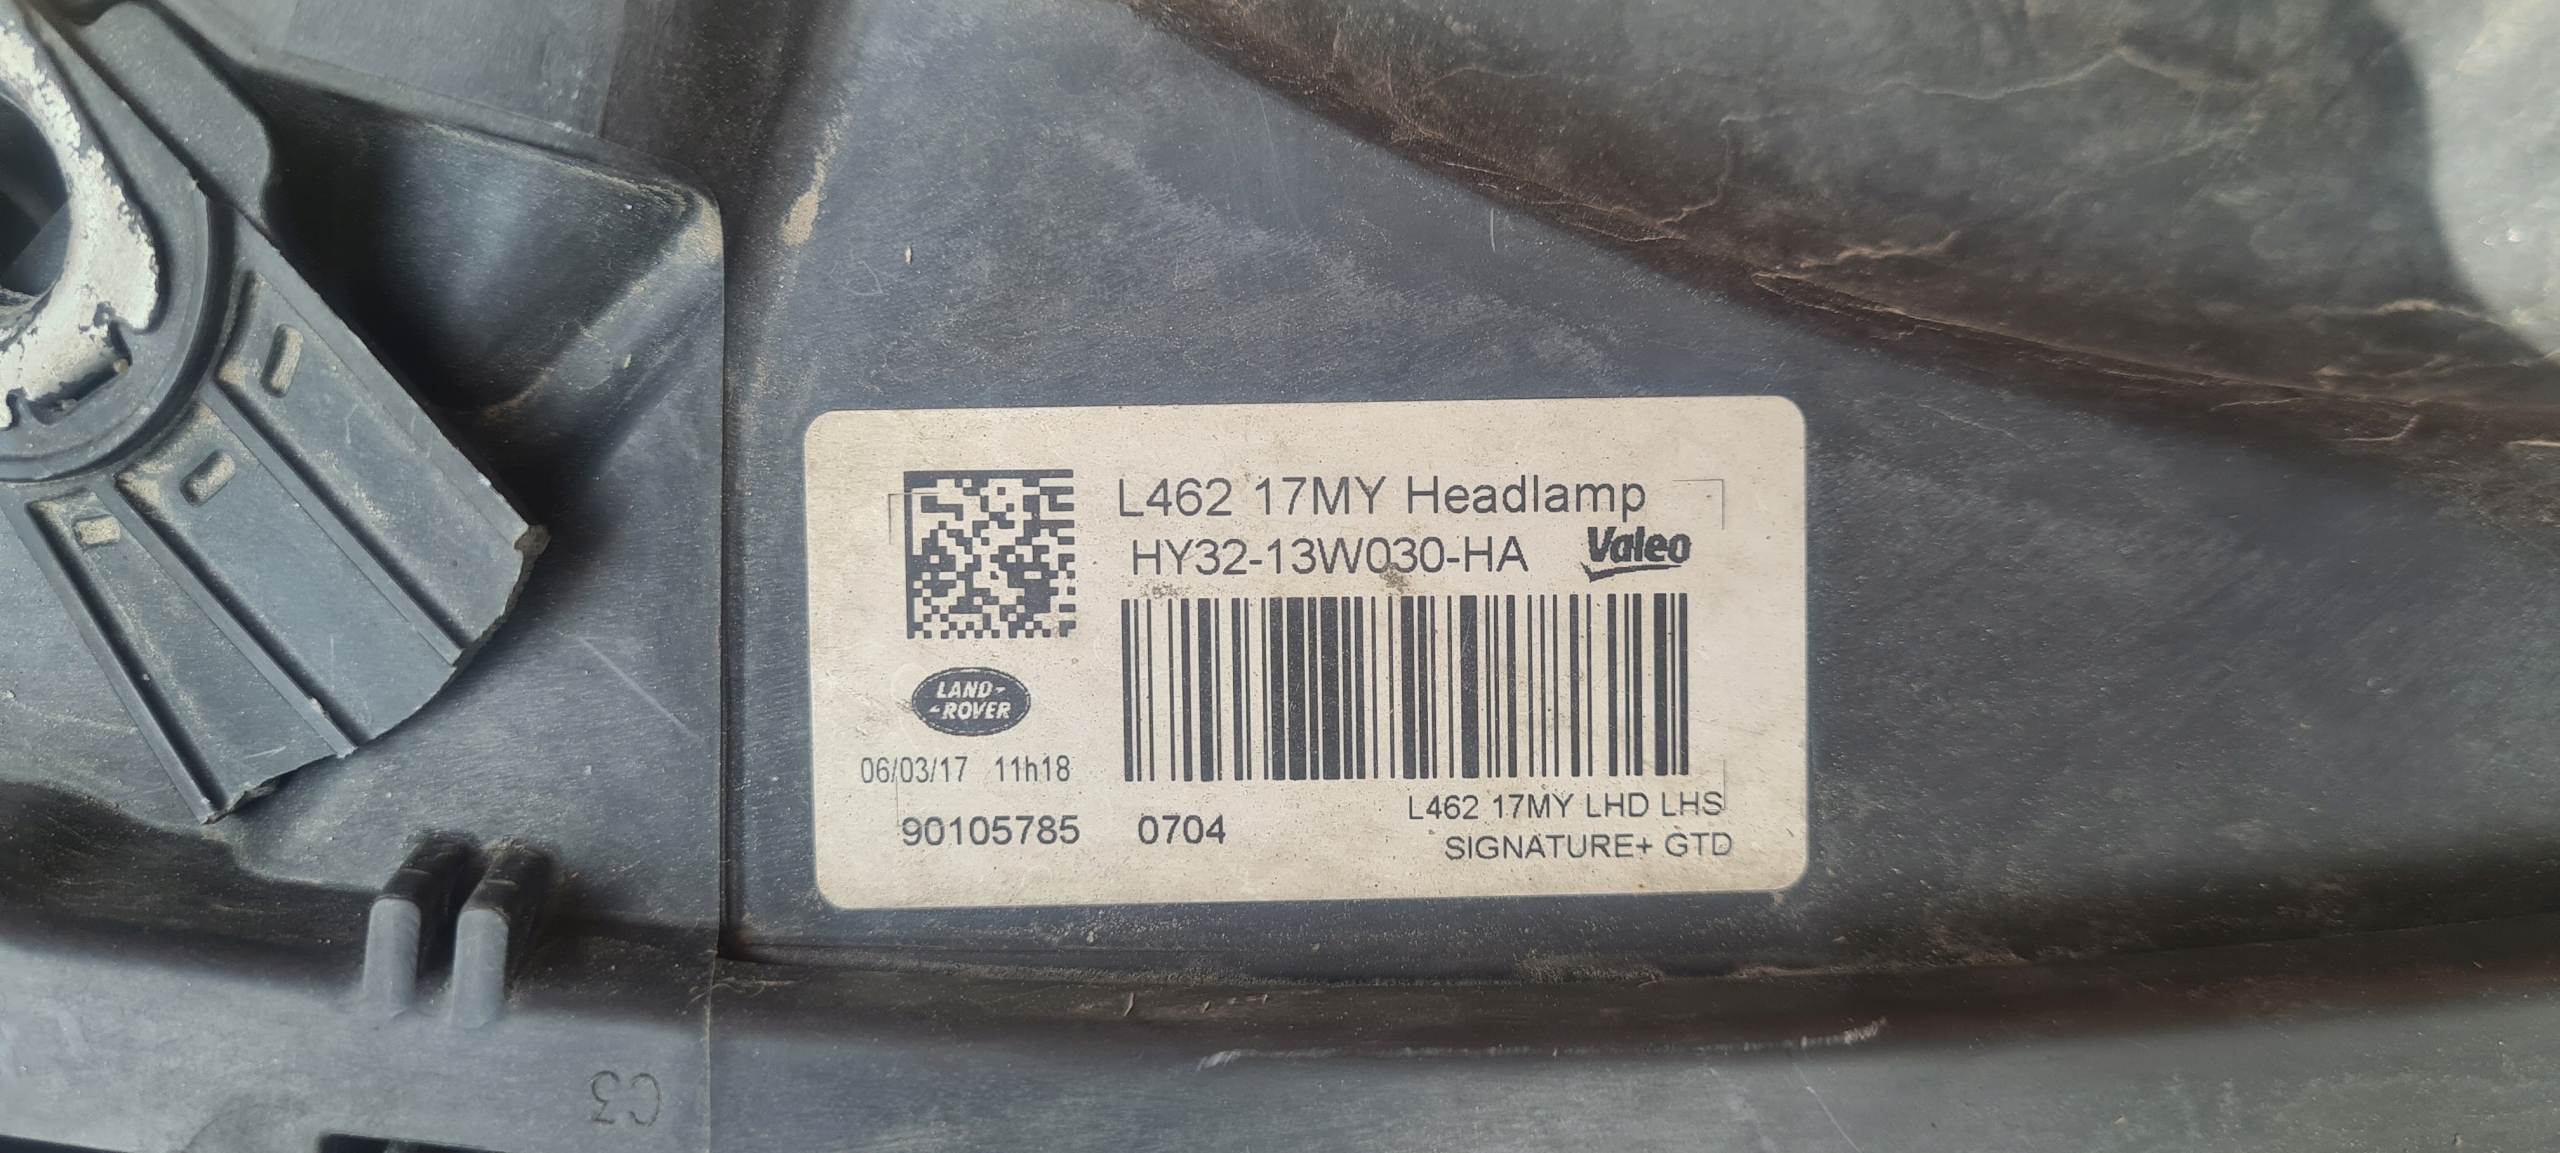 L462 17MY Headlamp
HY32-13W030-HA Valeo
LAND-
-ROVER
06/03/17 11h18
90105785 0704
L462 17MY LHD LHS
SIGNATURE+ GTD
C3